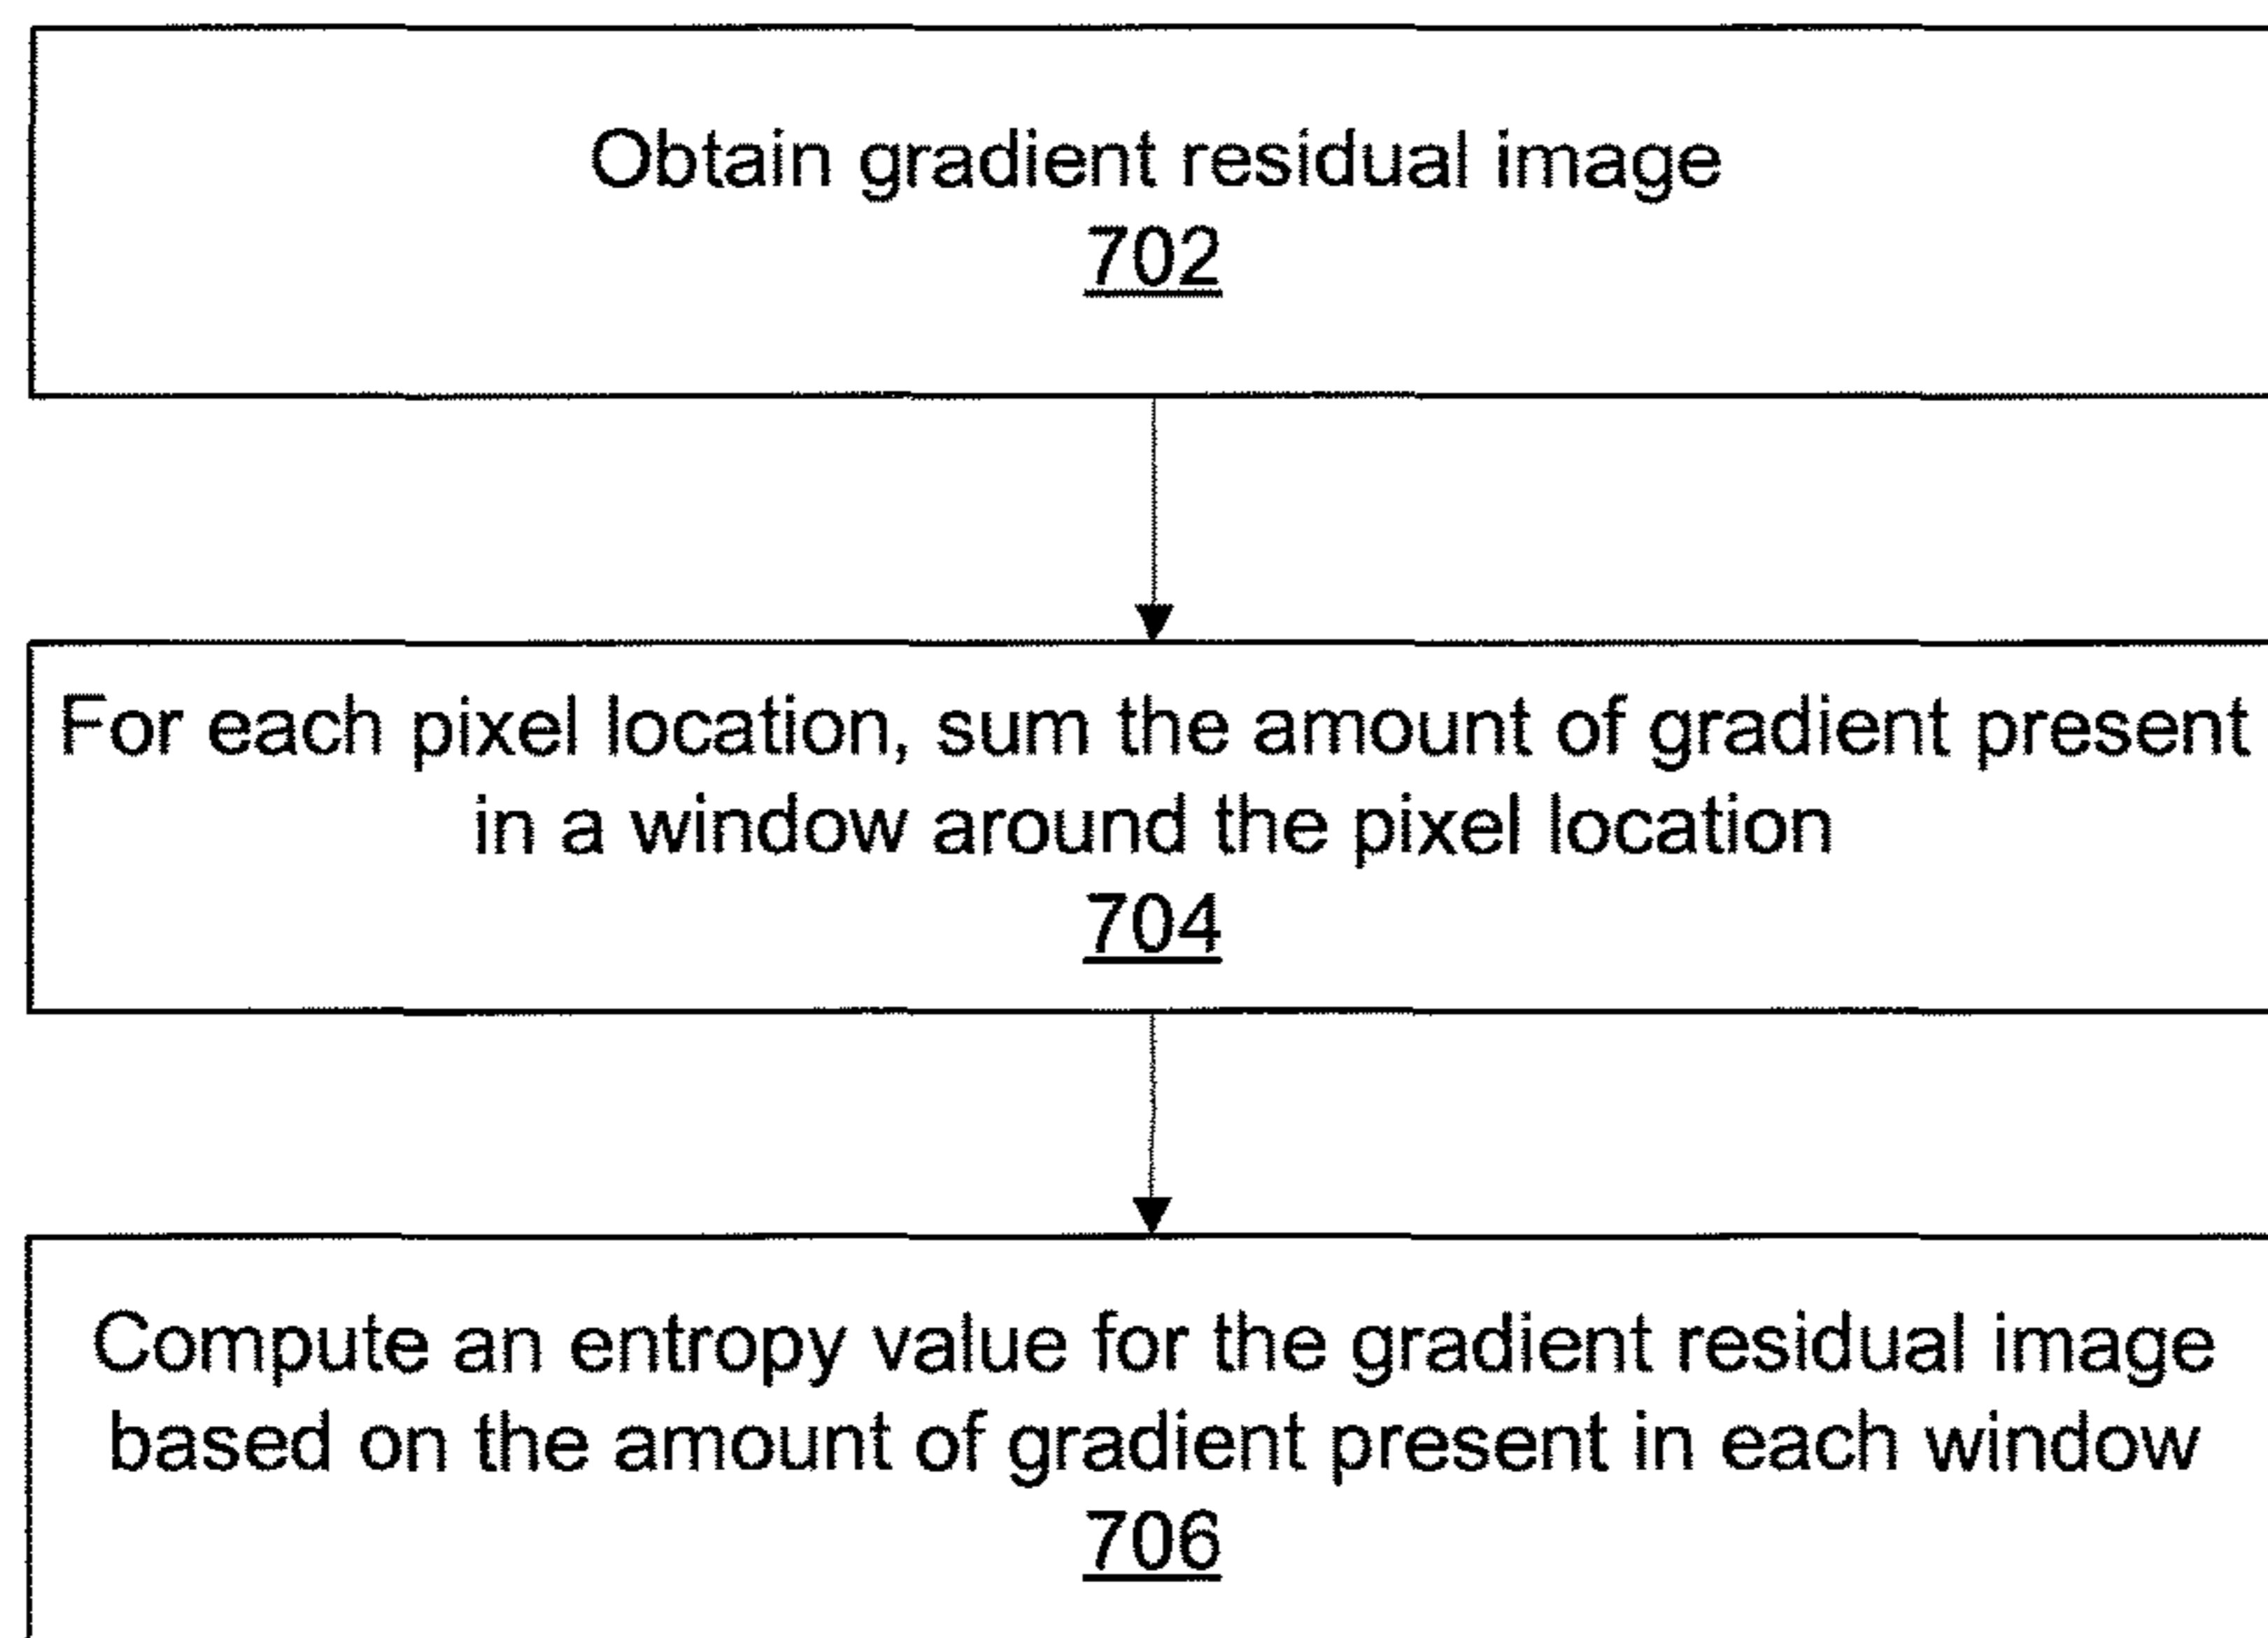 Obtain gradient residual image
702
For each pixel location, sum the amount of gradient present
in a window around the pixel location
704
Compute an entropy value for the gradient residual image
based on the amount of gradient present in each window
706